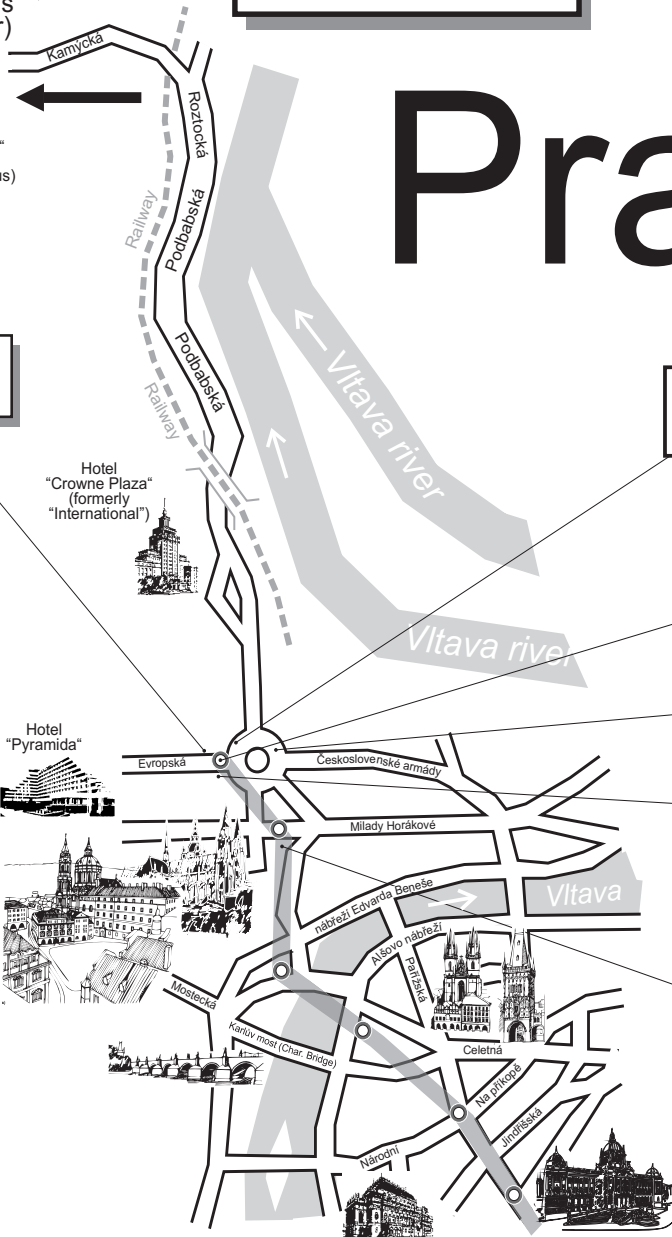 s
r)
Kamýcká
“
us)
Roztocká
Pra
Railway
Podbabská
Podbabská
Railway
Vltava river
Hotel
“Crowne Plaza“
(formerly
“International”)
Vltava river
Hotel
“Pyramida“
Evropská
Československé armády
Milady Horákové
nábřeží Edvarda Beneše
Vltava
Alšovo nábřeží
Pařížská
Mostecká
Karlův most (Char. Bridge)
Celetná
Na příkopě
Jindřišská
Národní